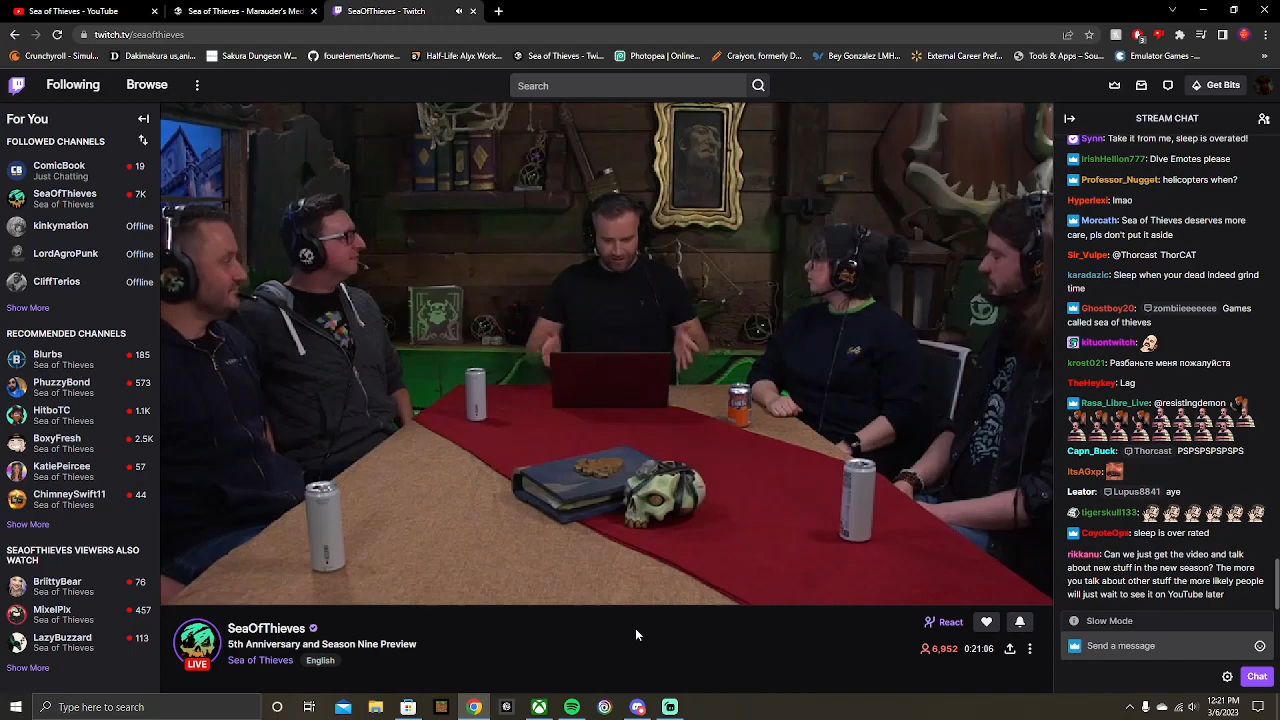 Sea of Thieves - YouTube
SeaOfThieves - Marauder's Med
SeaOfThieves - Twitch
twitch.tv/seaofthieves
Crunchyroll - Simul...
Dakimakura us,ani...
Sakura Dungeon W...
fourelements/home...
Half-Life: Alyx Work...
Sea of Thieves - Twi...
Photopea | Online...
Craiyon, formerly D...
Bey Gonzalez LMH...
External Career Pref...
Tools & Apps – Sou...
Emulator Games -...
Following
Browse
Search
Get Bits
For You
FOLLOWED CHANNELS
ComicBook
19
Just Chatting
SeaOfThieves
7K
Sea of Thieves
kinkymation
Offline
LordAgroPunk
Offline
CliffTerios
Offline
Show More
RECOMMENDED CHANNELS
Blurbs
185
Sea of Thieves
PhuzzyBond
573
Sea of Thieves
HitboTC
1.1K
Sea of Thieves
BoxyFresh
2.5K
Sea of Thieves
KatiePiercee
57
Sea of Thieves
ChimneySwift11
44
Sea of Thieves
Show More
SEAOFTHIEVES VIEWERS ALSO
WATCH
BrittyBear
76
Sea of Thieves
MixelPlx
457
Sea of Thieves
LazyBuzzard
113
Sea of Thieves
Show More
SeaOfThieves
LIVE
5th Anniversary and Season Nine Preview
Sea of Thieves
English
React
6,952
0:21:06
STREAM CHAT
Synn: Take it from me, sleep is overated!
IrishHellion777: Dive Emotes please
Professor_Nugget: helicopters when?
Hyperlexi: lmao
Morcath: Sea of Thieves deserves more
care, pls don't put it aside
Sir_Vulpe: @Thorcast ThorCAT
karadazic: Sleep when your dead indeed grind
time
Ghostboy20: zombiieeeeeee Games
called sea of thieves
kituontwitch:
krost021: Разбаньте меня пожалуйста
TheHeykey: Lag
Rasa_Libre_Live: @resistingdemon
Capn_Buck: Thorcast PSPSPSPSPSPS
ItsAGxp:
Leator: Lupus8841 aye
tigerskull133:
CoyoteOps: sleep is over rated
rikkanu: Can we just get the video and talk
about new stuff in the new season? The more
you talk about other stuff the more likely people
will just wait to see it on YouTube later
Slow Mode
Send a message
Chat
Type here to search
12:21 PM
3/6/2023